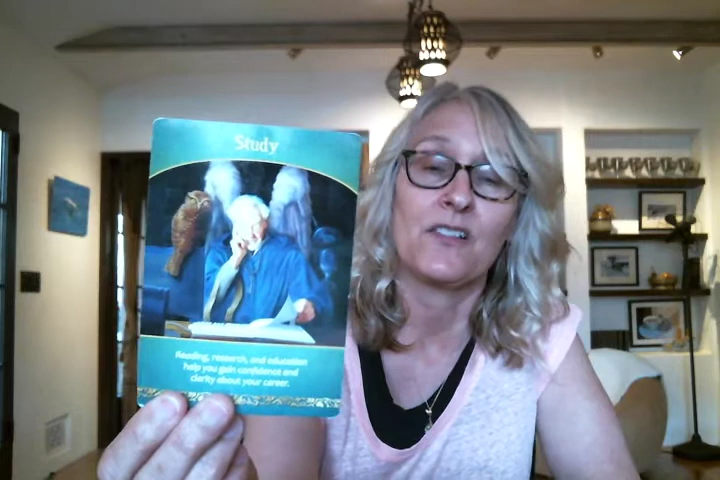 Study
Reading, research, and education
help you gain confidence and
clarity about your career.